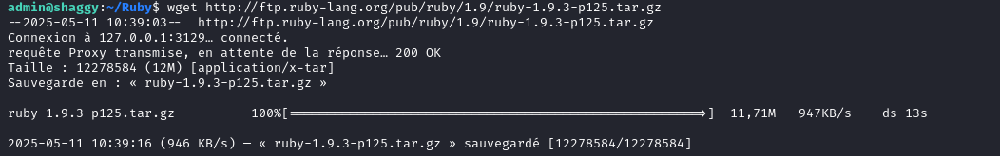 admin@shaggy:~/Ruby$ wget http://ftp.ruby-lang.org/pub/ruby/1.9/ruby-1.9.3-p125.tar.gz
--2025-05-11 10:39:03--  http://ftp.ruby-lang.org/pub/ruby/1.9/ruby-1.9.3-p125.tar.gz
Connexion à 127.0.0.1:3129… connecté.
requête Proxy transmise, en attente de la réponse… 200 OK
Taille : 12278584 (12M) [application/x-tar]
Sauvegarde en : « ruby-1.9.3-p125.tar.gz »
ruby-1.9.3-p125.tar.gz          100%[======================================================>]  11,71M   947KB/s    ds 13s
2025-05-11 10:39:16 (946 KB/s) — « ruby-1.9.3-p125.tar.gz » sauvegardé [12278584/12278584]